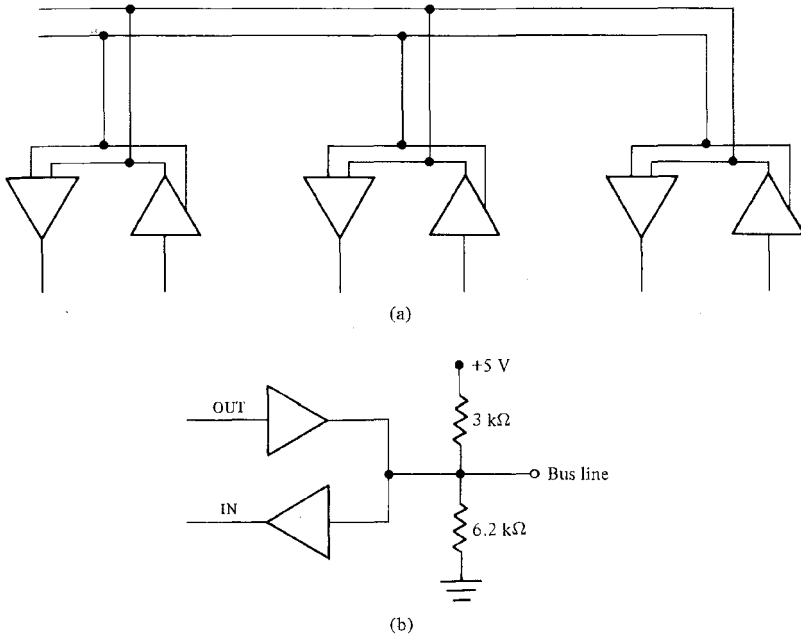 (a)
+5 V
OUT
3 kΩ
Bus line
IN
6.2 kΩ
(b)